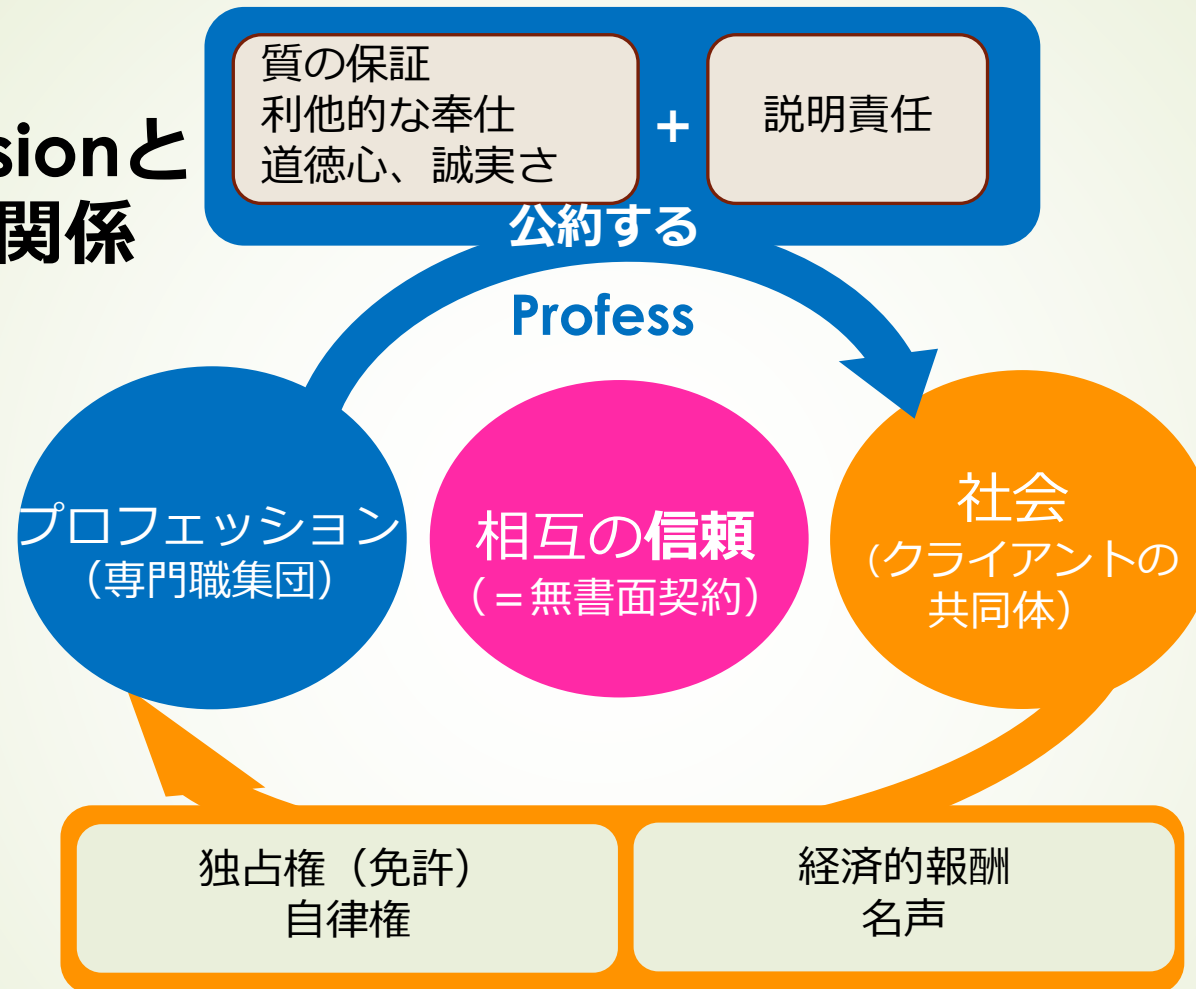 sionと
関係
質の保証
利他的な奉仕
道徳心、誠実さ
+
説明責任
公約する
Profess
プロフェッション
（専門職集団）
相互の信頼
（＝無書面契約）
社会
（クライアントの
共同体）
独占権（免許）
自律権
経済的報酬
名声